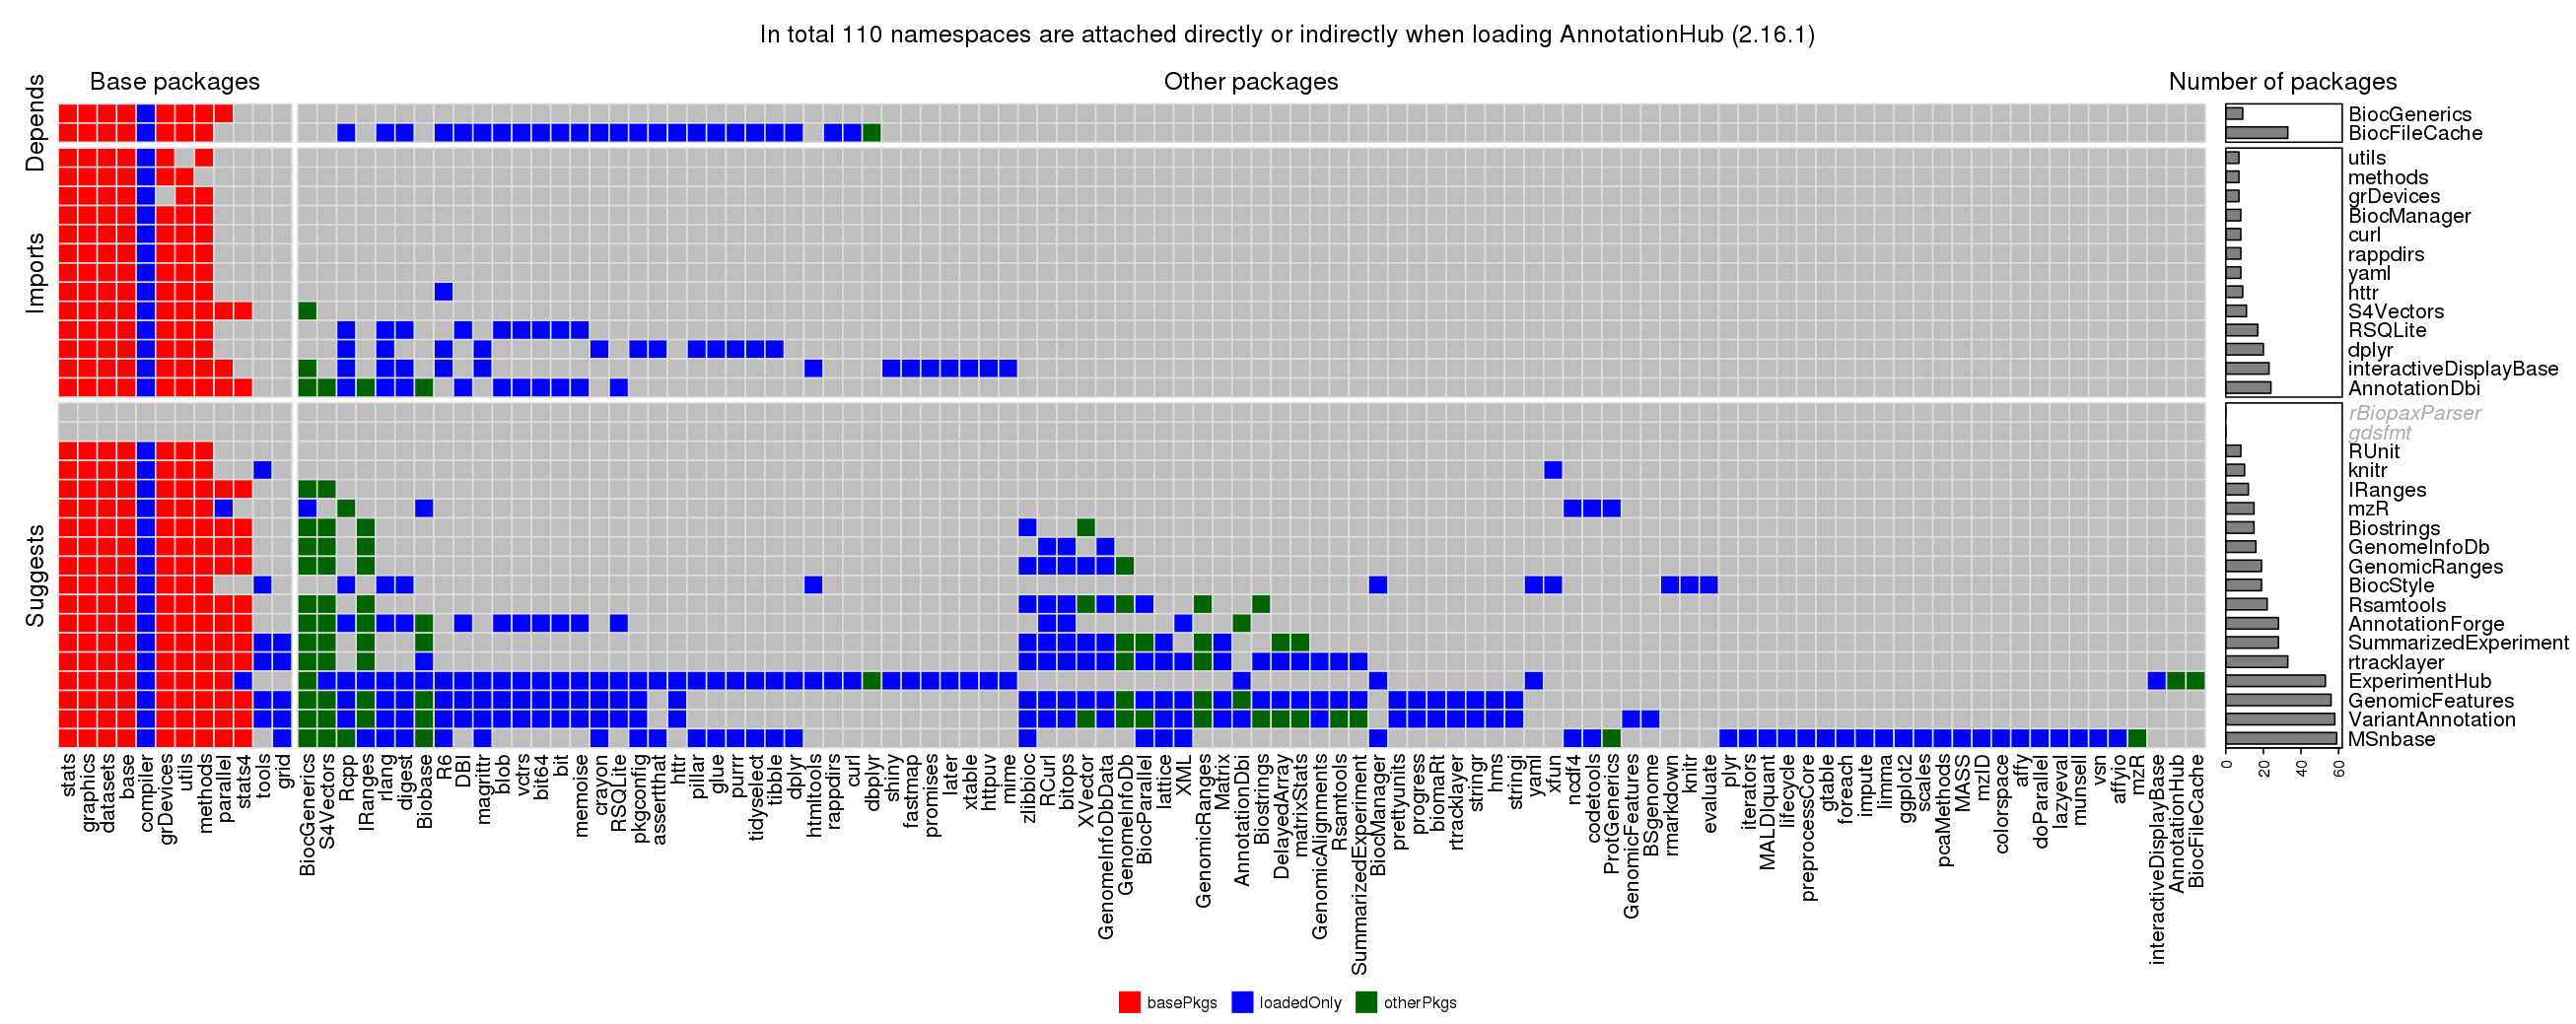 In total 110 namespaces are attached directly or indirectly when loading AnnotationHub (2.16.1)
Base packages
Other packages
Number of packages
Depends
BiocGenerics
BiocFileCache
Imports
utils
methods
grDevices
BiocManager
curl
rappdirs
yaml
httr
S4Vectors
RSQLite
dplyr
interactiveDisplayBase
AnnotationDbi
Suggests
rBiopaxParser
gdsfmt
RUnit
knitr
IRanges
mzR
Biostrings
GenomeInfoDb
GenomicRanges
BiocStyle
Rsamtools
AnnotationForge
SummarizedExperiment
rtracklayer
ExperimentHub
GenomicFeatures
VariantAnnotation
MSnbase
stats
graphics
datasets
base
compiler
grDevices
utils
methods
parallel
stats4
tools
grid
BiocGenerics
S4Vectors
Rcpp
IRanges
rlang
digest
Biobase
R6
DBI
magrittr
blob
vctrs
bit64
bit
memoise
crayon
RSQLite
pkgconfig
assertthat
httr
pillar
glue
purrr
tidyselect
tibble
dplyr
htmltools
rappdirs
curl
dbplyr
shiny
fastmap
promises
later
xtable
httpuv
mime
zlibbioc
RCurl
bitops
XVector
GenomeInfoDbData
GenomeInfoDb
BiocParallel
lattice
XML
GenomicRanges
Matrix
AnnotationDbi
Biostrings
DelayedArray
matrixStats
GenomicAlignments
Rsamtools
SummarizedExperiment
BiocManager
prettyunits
progress
biomaRt
rtracklayer
stringr
hms
stringi
yaml
xfun
ncdf4
codetools
ProtGenerics
GenomicFeatures
BSgenome
rmarkdown
knitr
evaluate
plyr
iterators
MALDIquant
lifecycle
preprocessCore
gtable
foreach
impute
limma
ggplot2
scales
pcaMethods
MASS
mzID
colorspace
affy
doParallel
lazyeval
munsell
vsn
affyio
mzR
interactiveDisplayBase
AnnotationHub
BiocFileCache
0
20
40
60
basePkgs
loadedOnly
otherPkgs